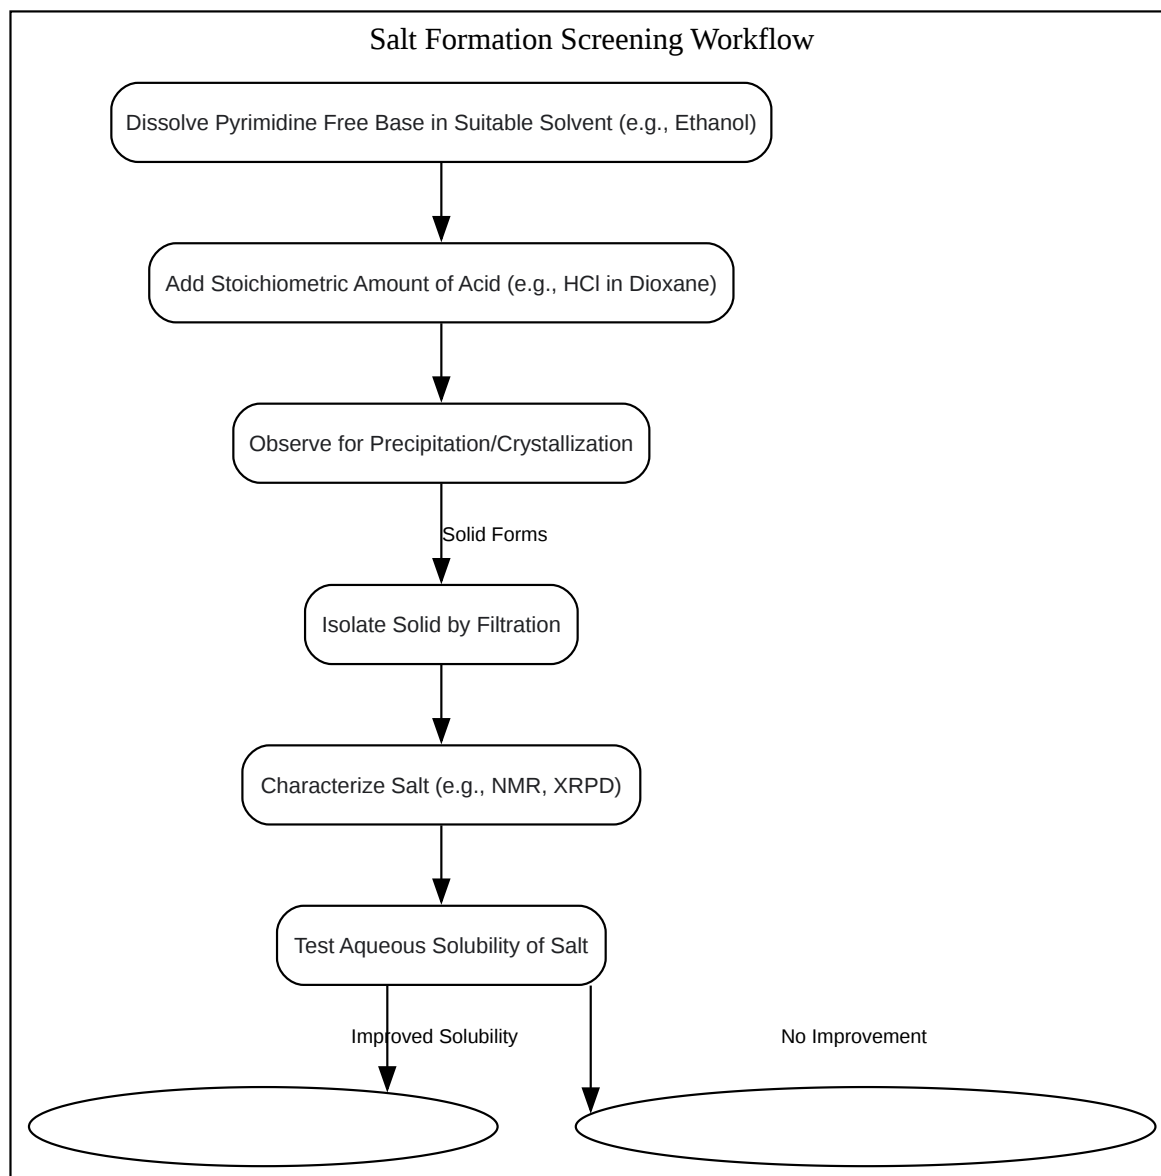 Salt Formation Screening Workflow
Dissolve Pyrimidine Free Base in Suitable Solvent (e.g., Ethanol)
Add Stoichiometric Amount of Acid (e.g., HCl in Dioxane)
Observe for Precipitation/Crystallization
Solid Forms
Isolate Solid by Filtration
Characterize Salt (e.g., NMR, XRPD)
Test Aqueous Solubility of Salt
Improved Solubility
No Improvement